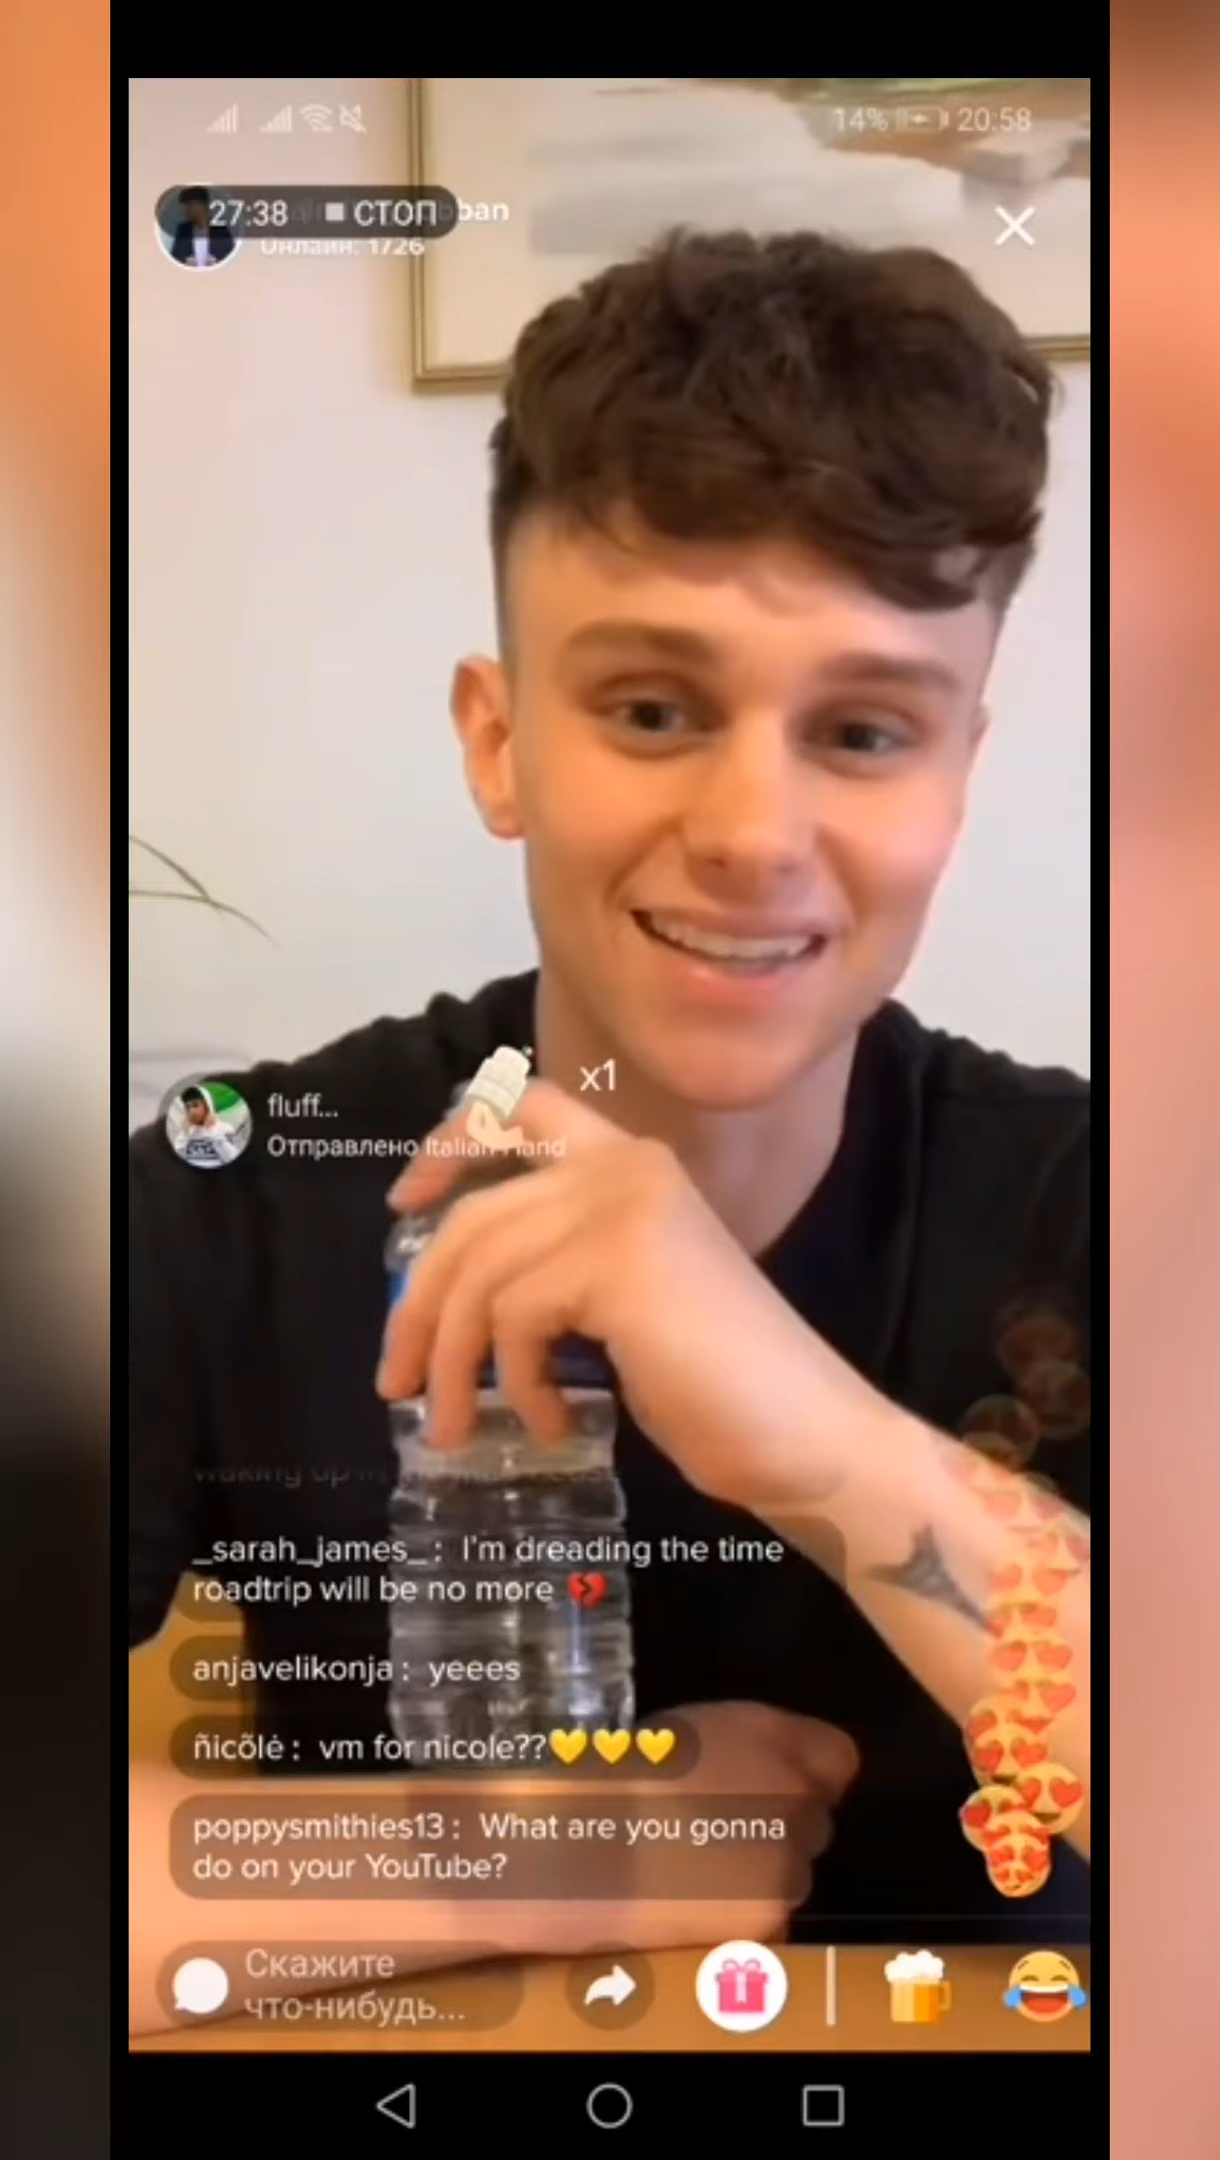 14% 20:58
27:38 СТОП
Онлайн: 1726
x1
fluff...
Отправлено Italian Hand
_sarah_james_: I'm dreading the time
roadtrip will be no more 💔
anjavelikonja: yeees
ñicõlė: vm for nicole??💛💛💛
poppysmithies13: What are you gonna
do on your YouTube?
Скажите
что-нибудь...